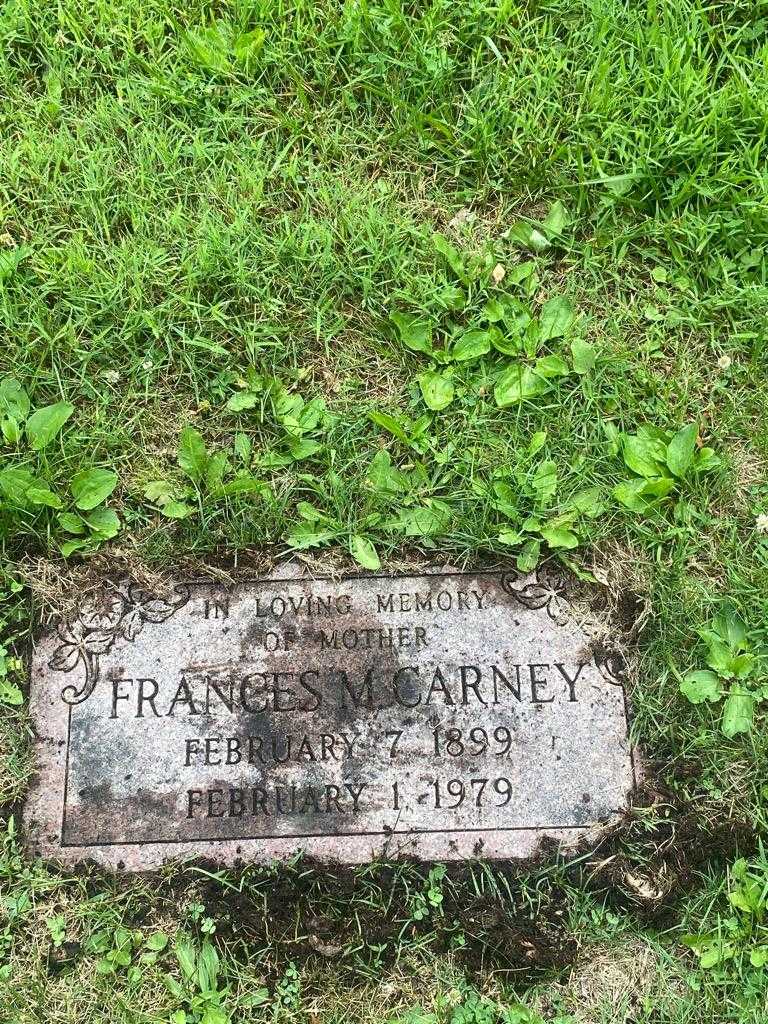 IN LOVING MEMORY
OF MOTHER
FRANCES M. CARNEY
FEBRUARY 7, 1899
FEBRUARY 1, 1979